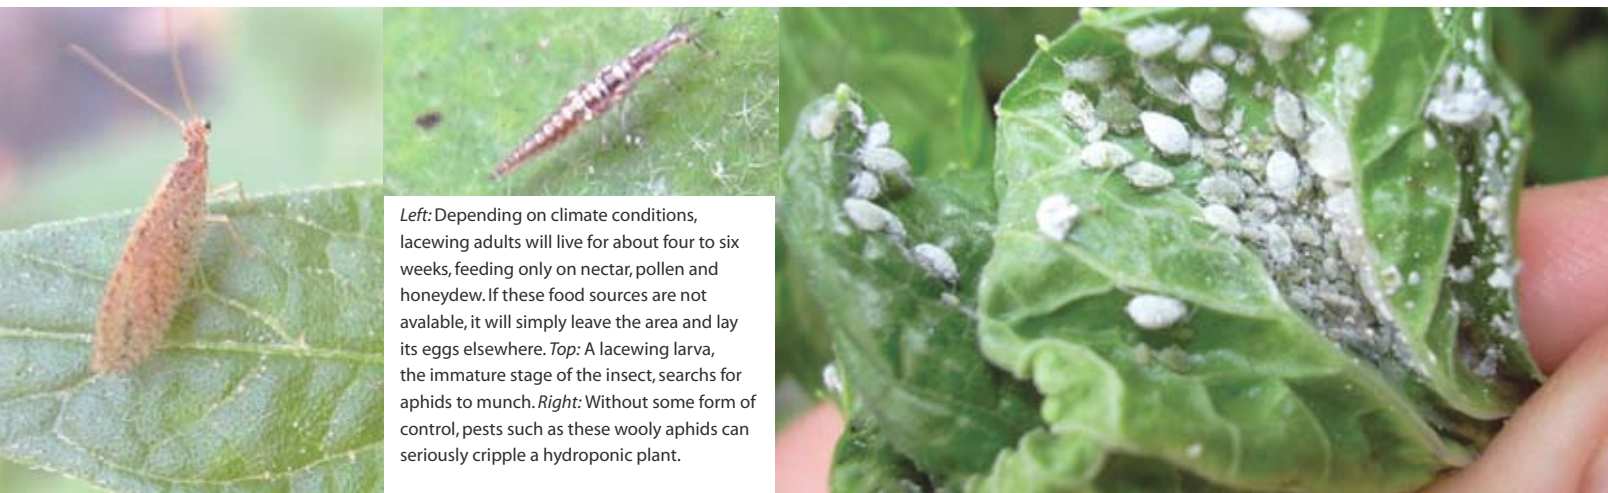 Left: Depending on climate conditions,
lacewing adults will live for about four to six
weeks, feeding only on nectar, pollen and
honeydew. If these food sources are not
avalable, it will simply leave the area and lay
its eggs elsewhere. Top: A lacewing larva,
the immature stage of the insect, searchs for
aphids to munch. Right: Without some form of
control, pests such as these wooly aphids can
seriously cripple a hydroponic plant.